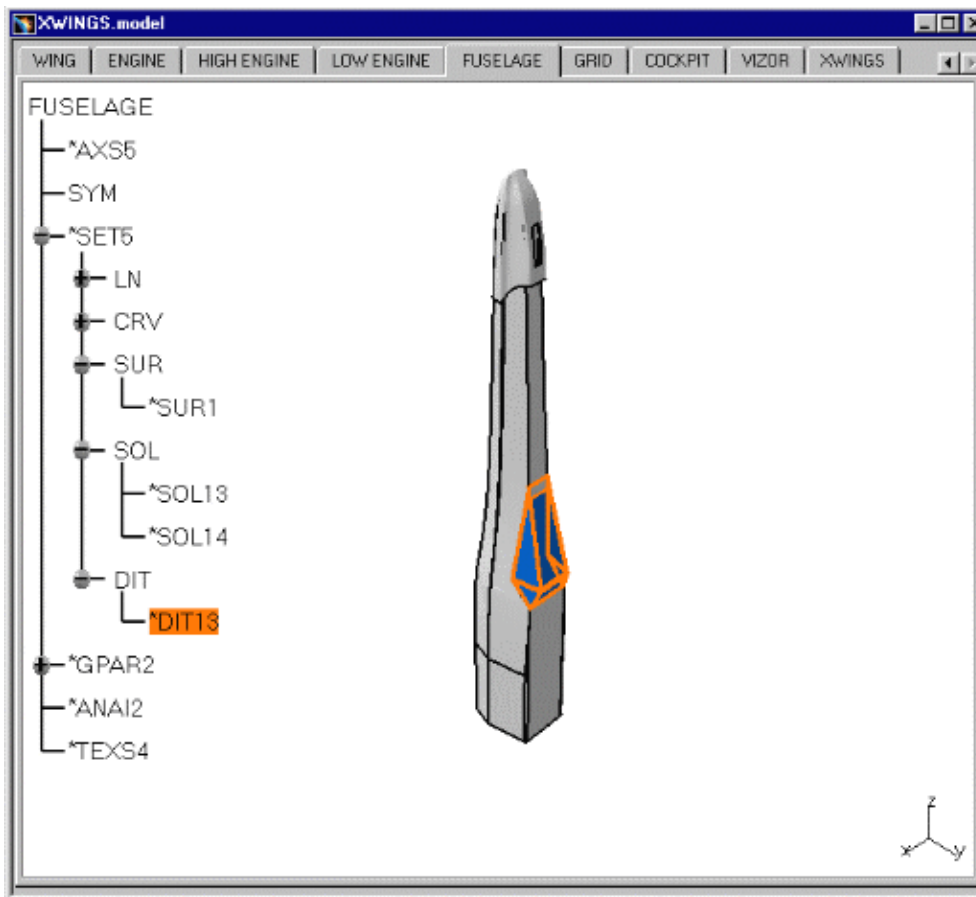 XWINGS.model
WING ENGINE HIGH ENGINE LOW ENGINE FUSELAGE GRID COCKPIT VIZOR XWINGS
FUSELAGE
*AXS5
SYM
*SET5
LN
CRV
SUR
*SUR1
SOL
*SOL13
*SOL14
DIT
*DIT13
*GPAR2
*ANAI2
*TEXS4
z
x y